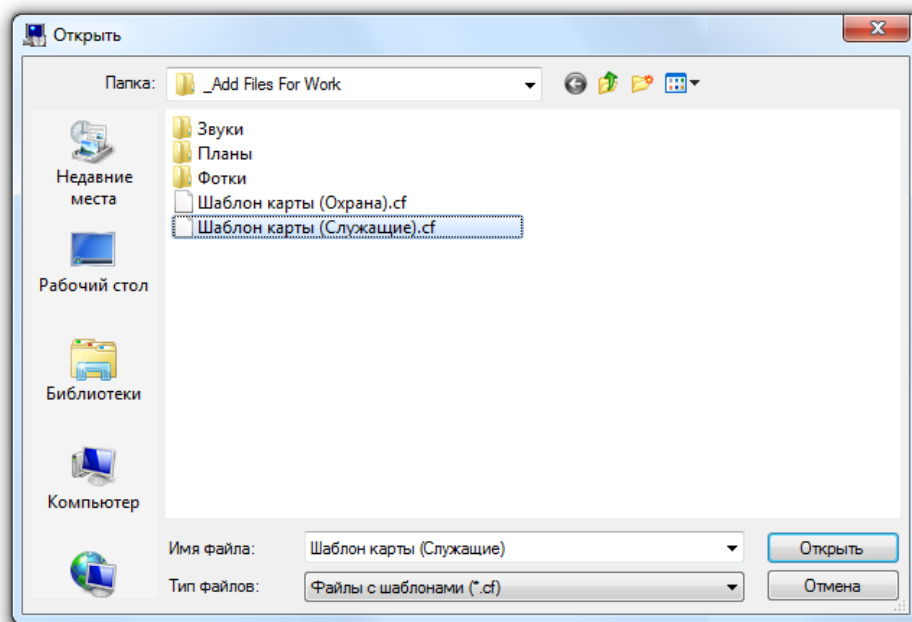 Открыть
Папка:
_Add Files For Work
Недавние
места
Рабочий стол
Библиотеки
Компьютер
Звуки
Планы
Фотки
Шаблон карты (Охрана).cf
Шаблон карты (Служащие).cf
Имя файла:
Шаблон карты (Служащие)
Открыть
Тип файлов:
Файлы с шаблонами (*.cf)
Отмена